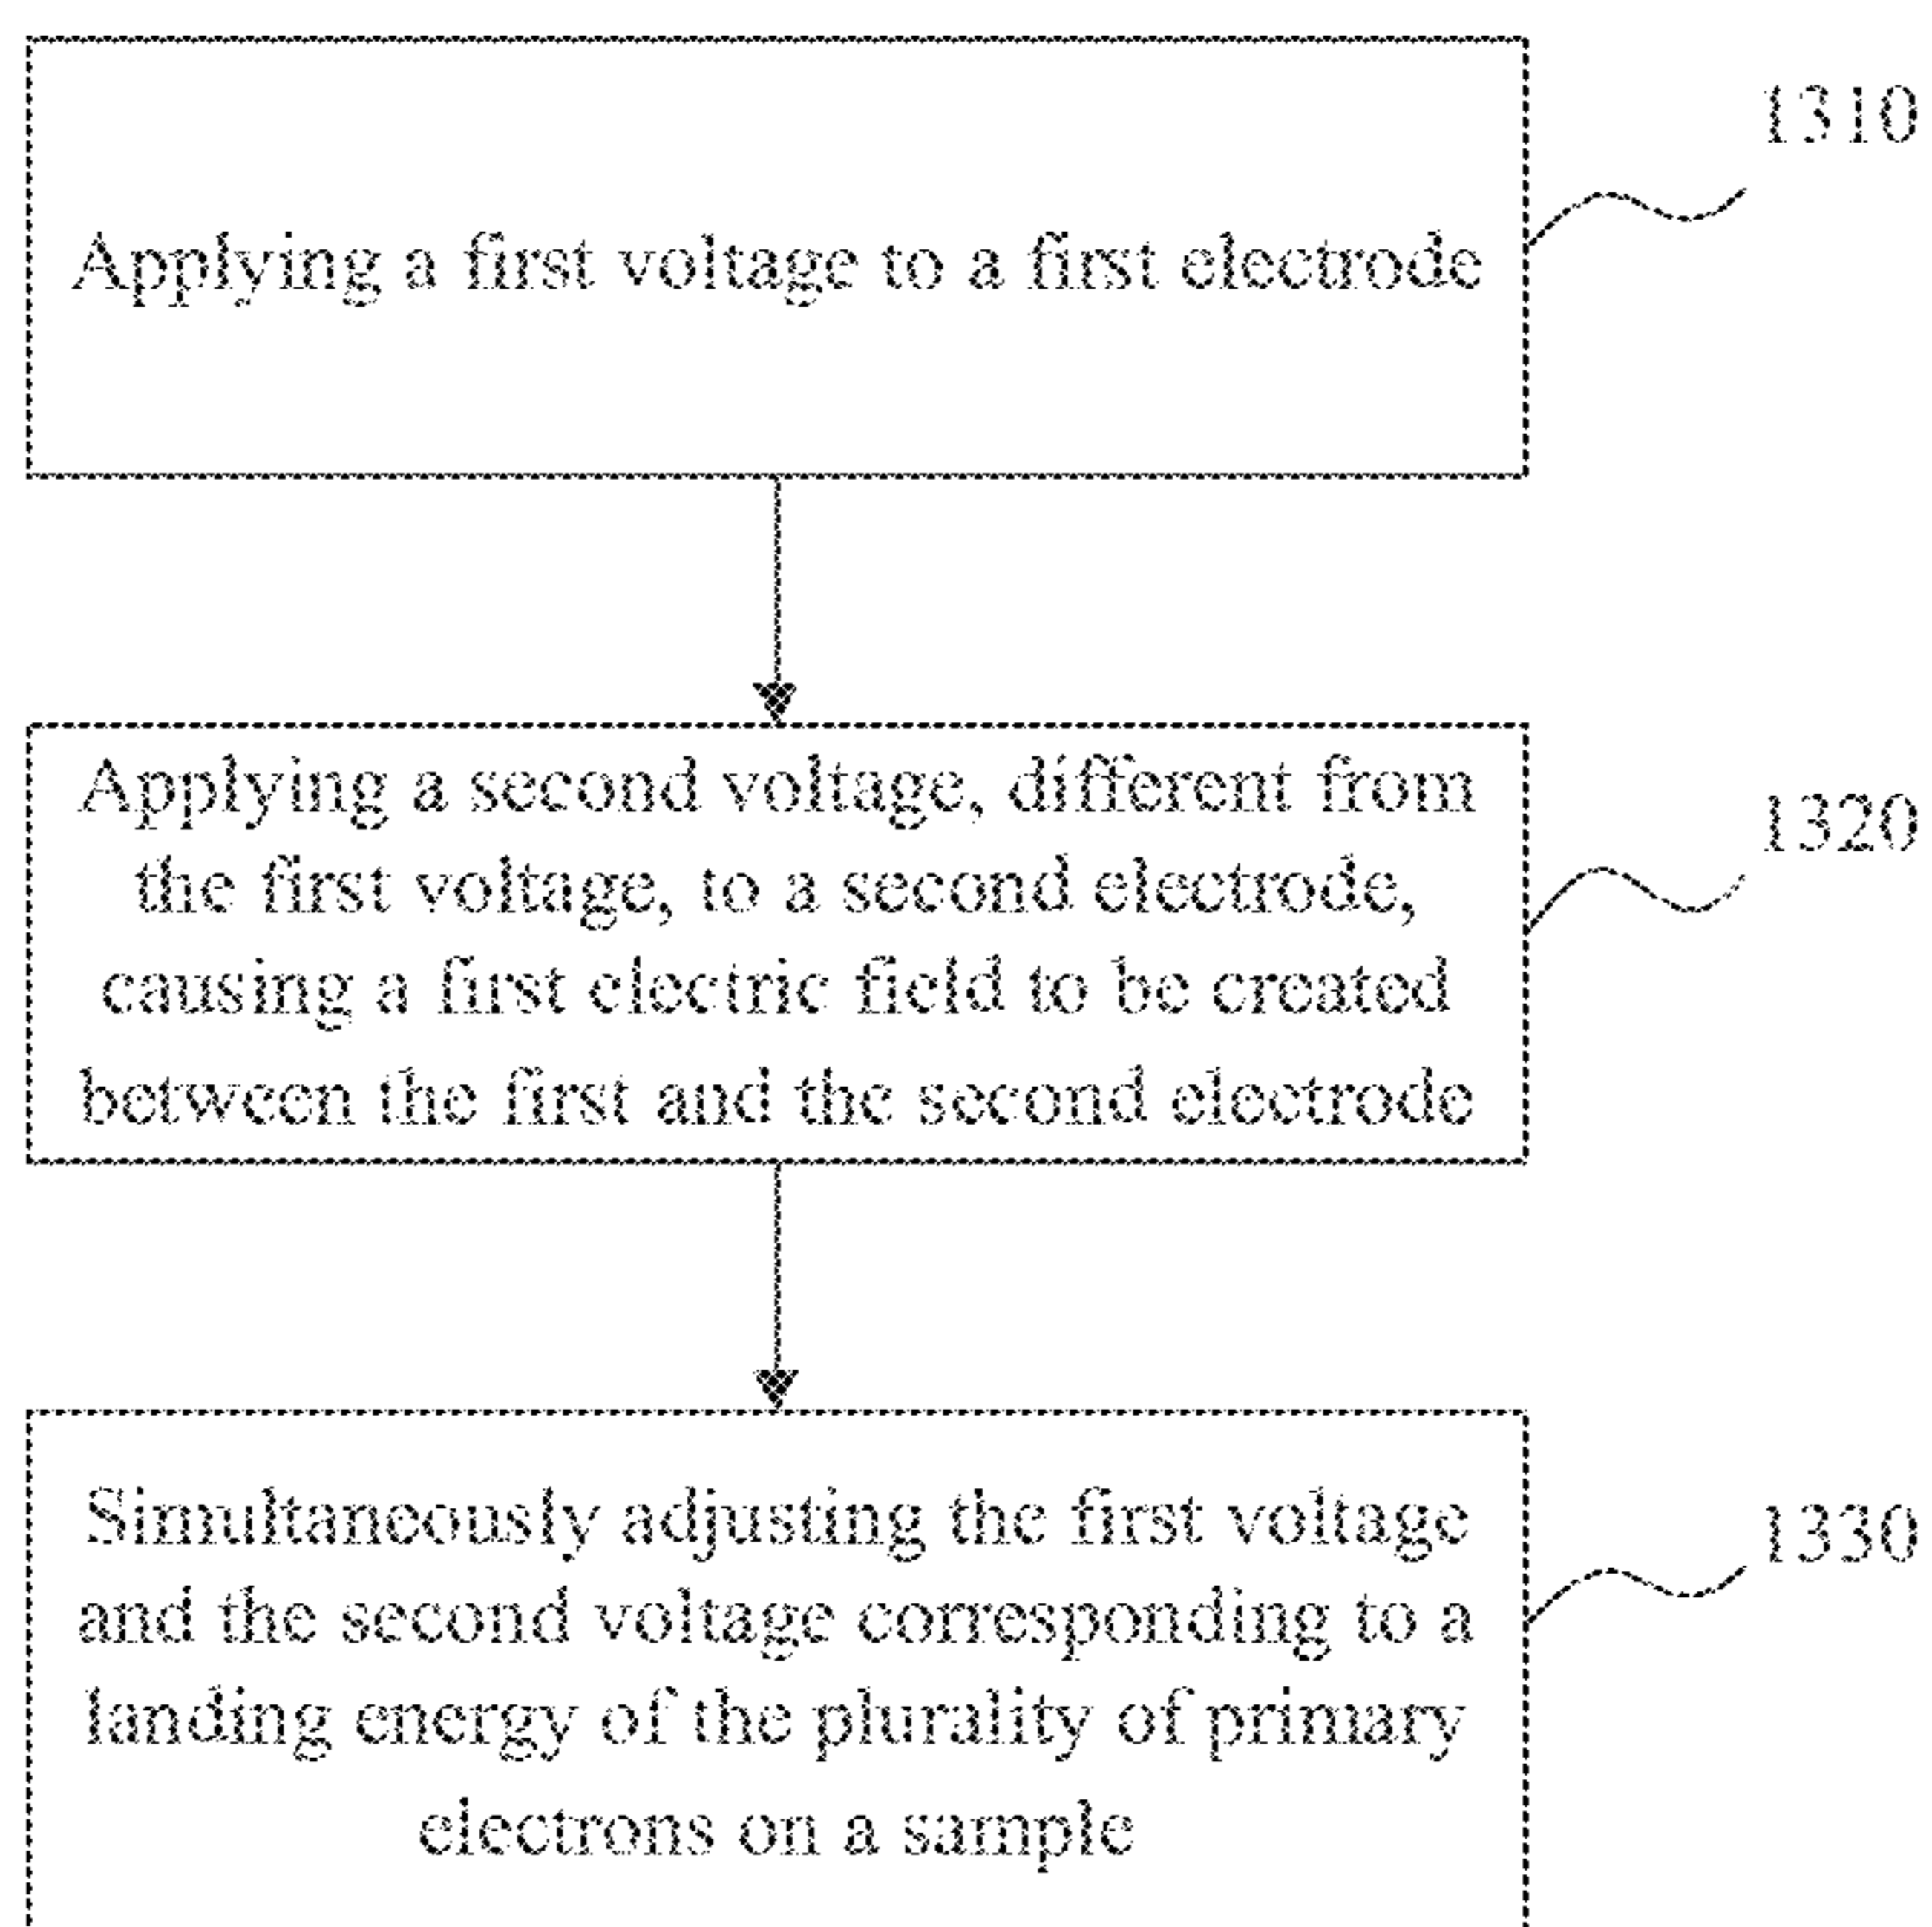 1310
Applying a first voltage to a first electrode
Applying a second voltage, different from
1320
the first voltage, to a second electrode,
causing a first electric field to be created
between the first and the second electrode
Simultaneously adjusting the first voltage
1330
and the second voltage corresponding to a
landing energy of the plurality of primary
electrons on a sample